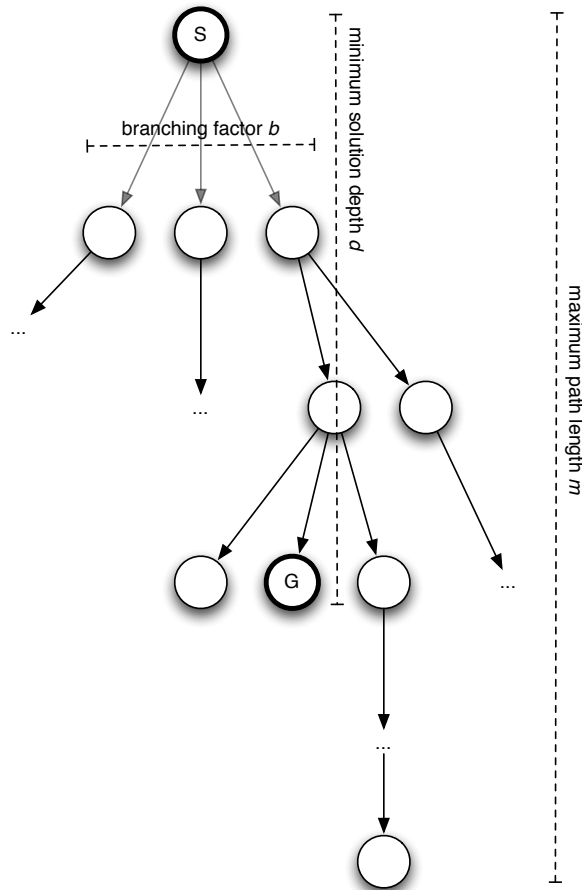 S
branching factor b
minimum solution depth d
maximum path length m
...
...
G
...
...